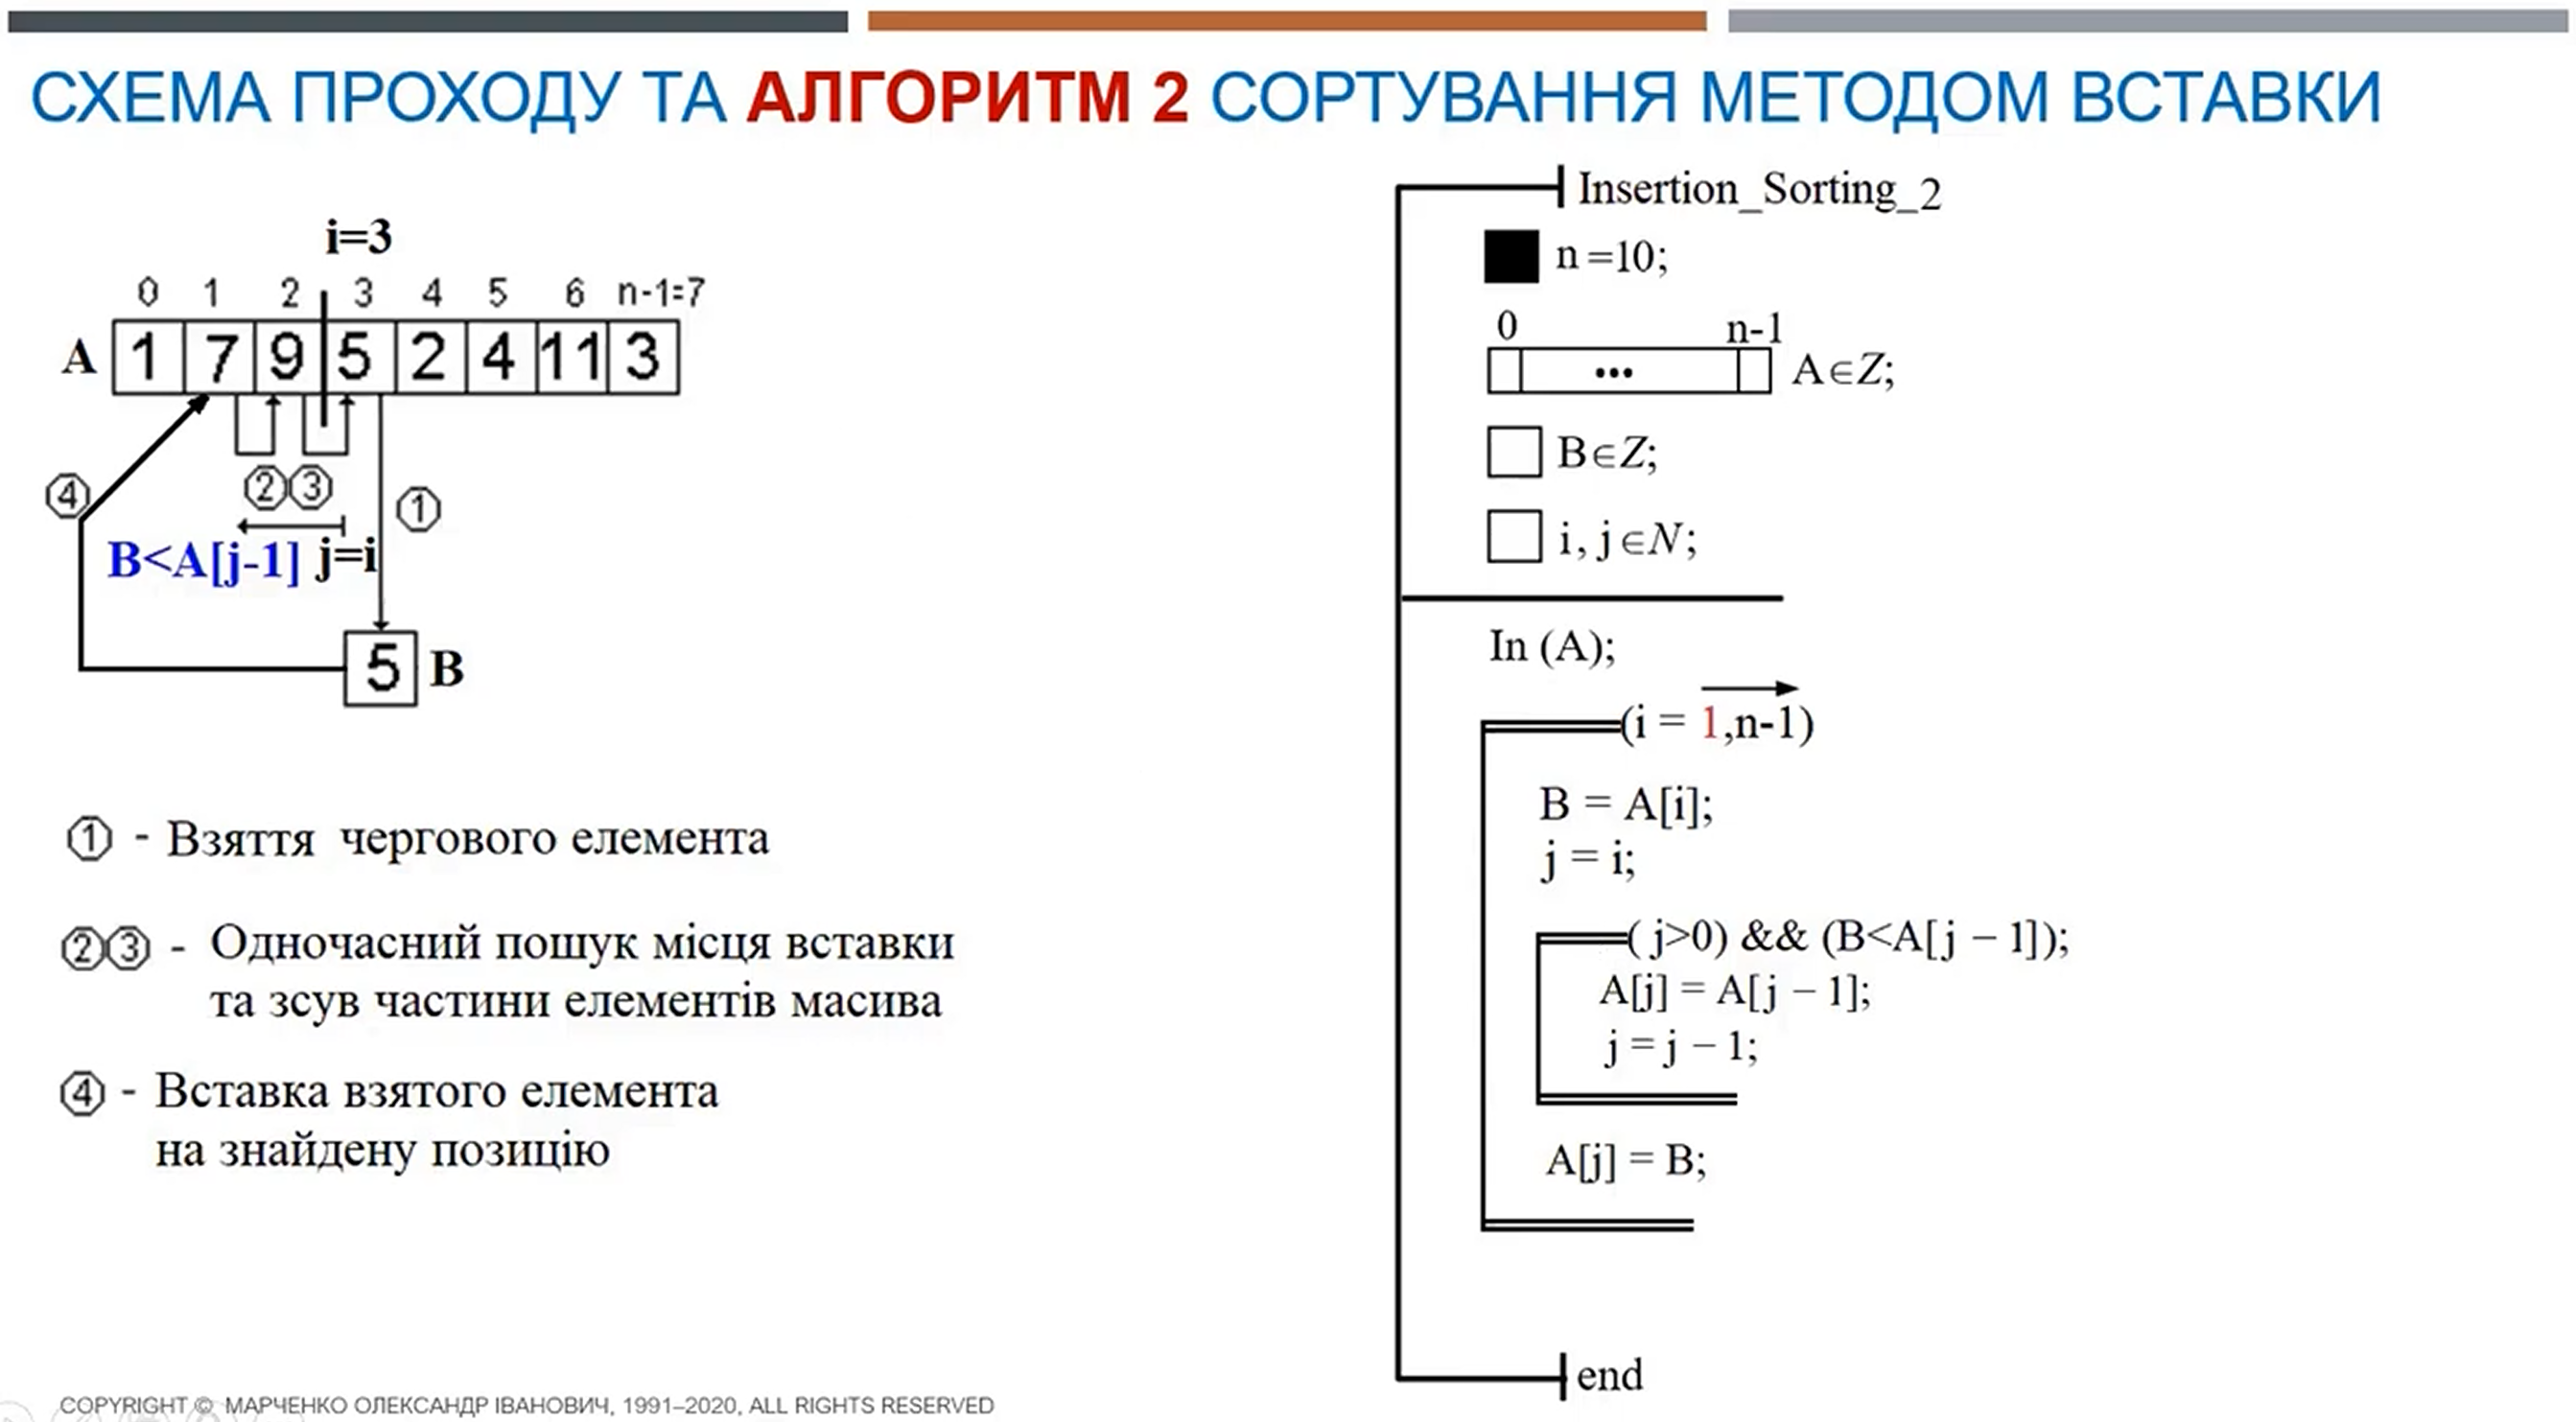 СХЕМА ПРОХОДУ ТА АЛГОРИТМ 2 СОРТУВАННЯ МЕТОДОМ ВСТАВКИ
i=3
0 1 2 3 4 5 6 n-1=7
A 1 7 9 5 2 4 11 3
② ③
④ ①
B<A[j-1] j=i
5 B
① - Взяття чергового елемента
②③ - Одночасний пошук місця вставки
та зсув частини елементів масива
④ - Вставка взятого елемента
на знайдену позицію
Insertion_Sorting_2
n =10;
0 n-1
... A∈Z;
B∈Z;
i, j∈N;
In (A);
(i = 1,n-1)
B = A[i];
j = i;
( j>0) && (B<A[j – 1]);
A[j] = A[j – 1];
j = j – 1;
A[j] = B;
end
COPYRIGHT © МАРЧЕНКО ОЛЕКСАНДР ІВАНОВИЧ, 1991–2020, ALL RIGHTS RESERVED